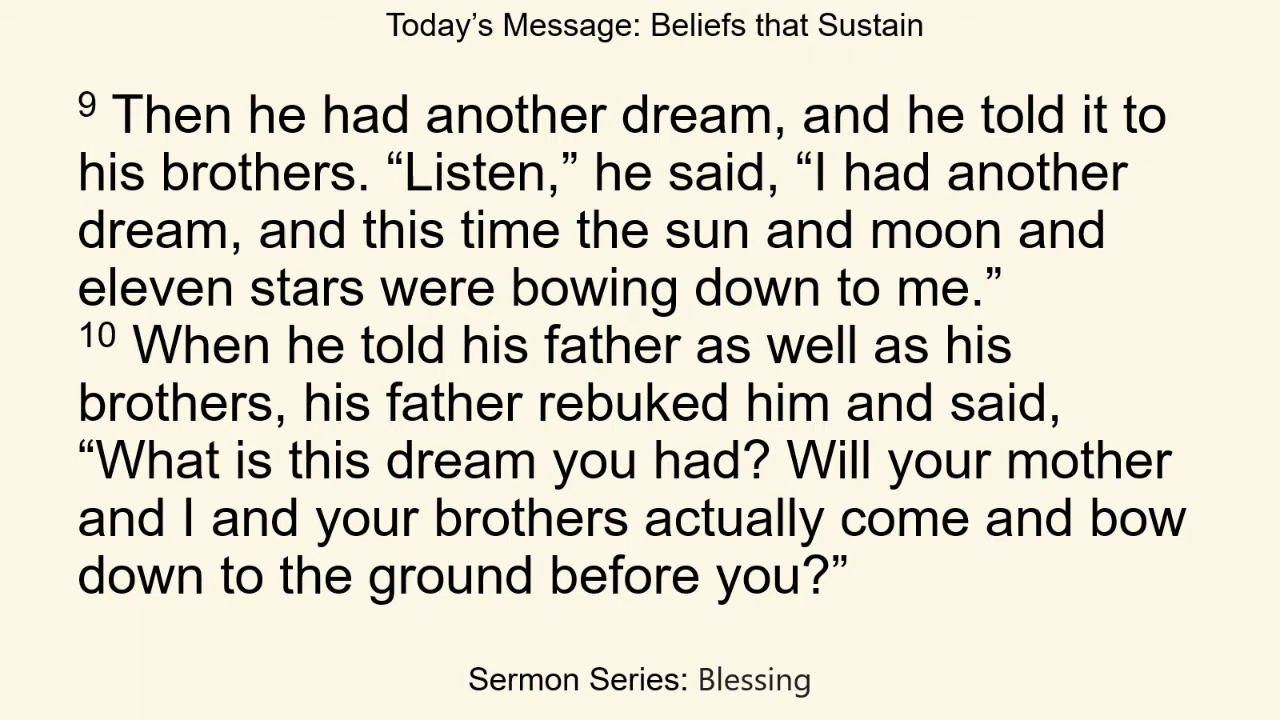 Today’s Message: Beliefs that Sustain
9 Then he had another dream, and he told it to
his brothers. “Listen,” he said, “I had another
dream, and this time the sun and moon and
eleven stars were bowing down to me.”
10 When he told his father as well as his
brothers, his father rebuked him and said,
“What is this dream you had? Will your mother
and I and your brothers actually come and bow
down to the ground before you?”
Sermon Series: Blessing